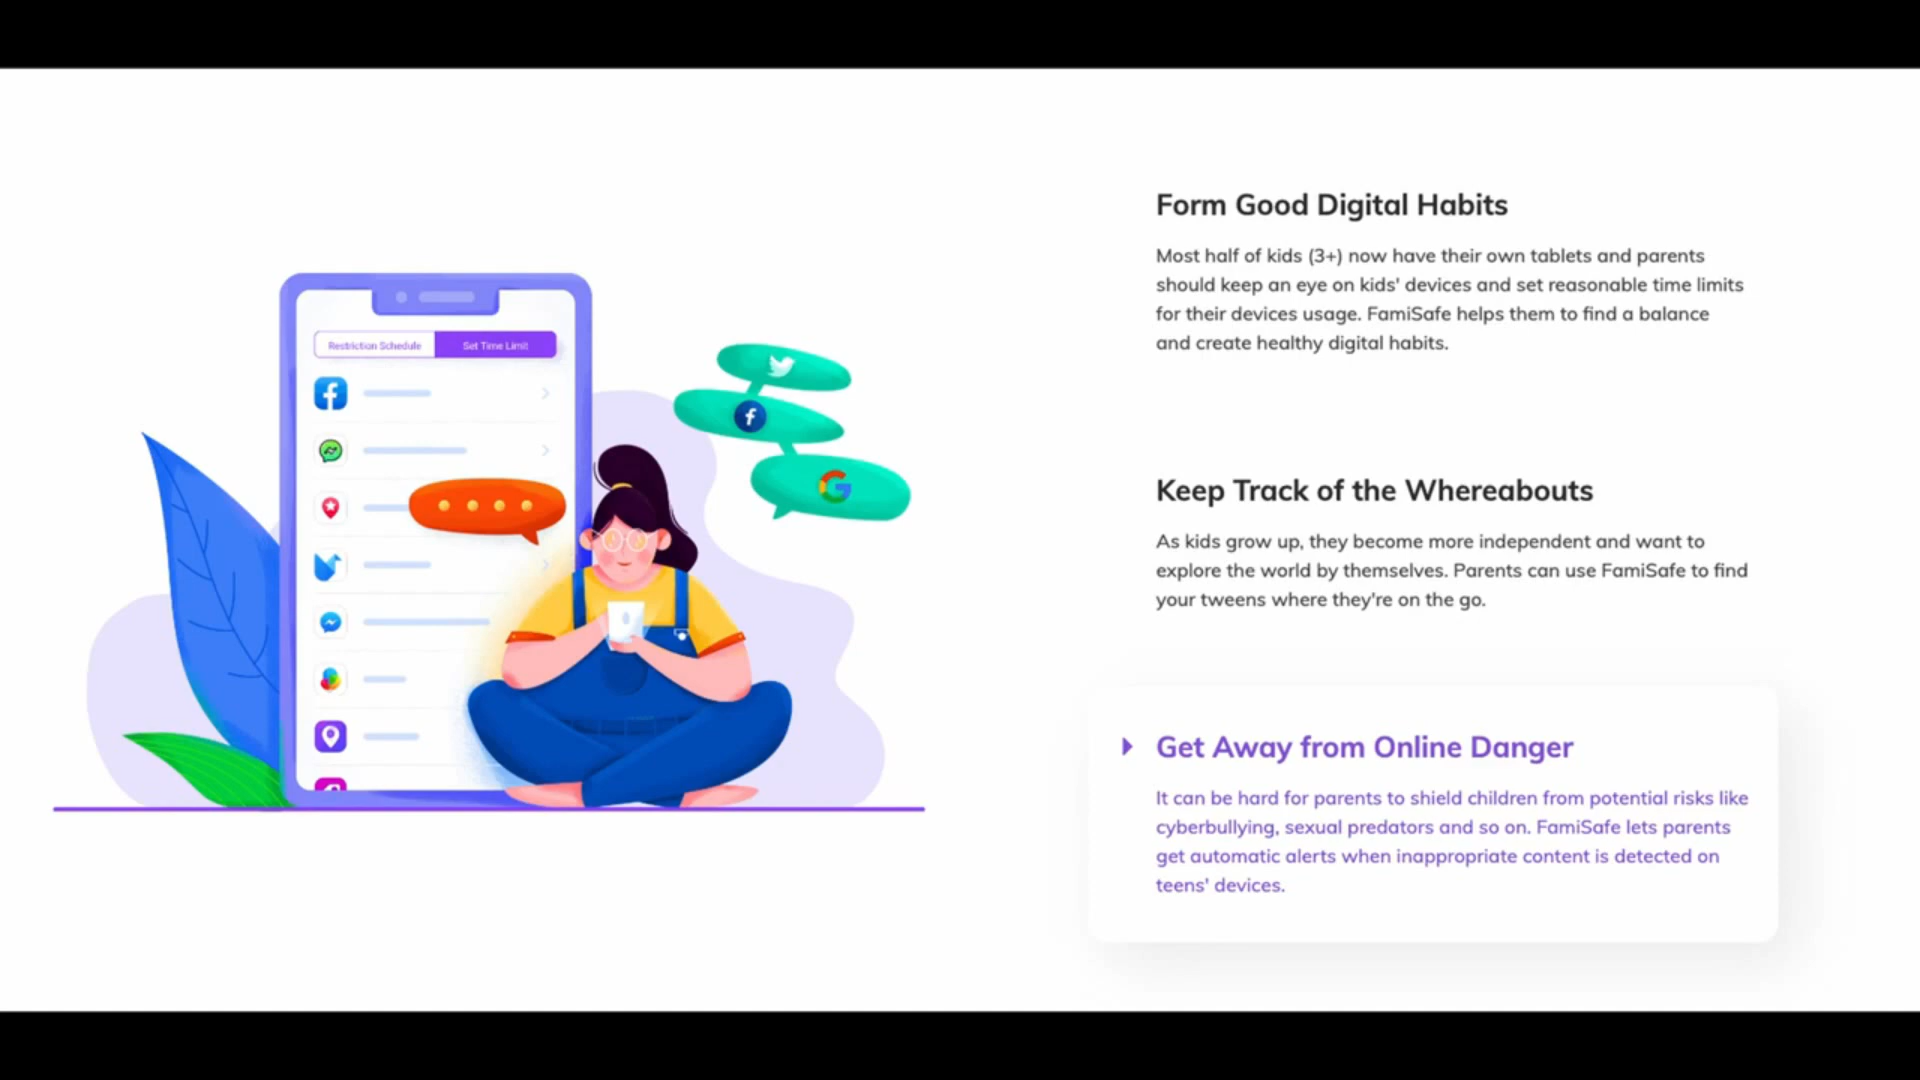 Restriction Schedule
Set Time Limit
Form Good Digital Habits
Most half of kids (3+) now have their own tablets and parents
should keep an eye on kids' devices and set reasonable time limits
for their devices usage. FamiSafe helps them to find a balance
and create healthy digital habits.
Keep Track of the Whereabouts
As kids grow up, they become more independent and want to
explore the world by themselves. Parents can use FamiSafe to find
your tweens where they're on the go.
Get Away from Online Danger
It can be hard for parents to shield children from potential risks like
cyberbullying, sexual predators and so on. FamiSafe lets parents
get automatic alerts when inappropriate content is detected on
teens' devices.